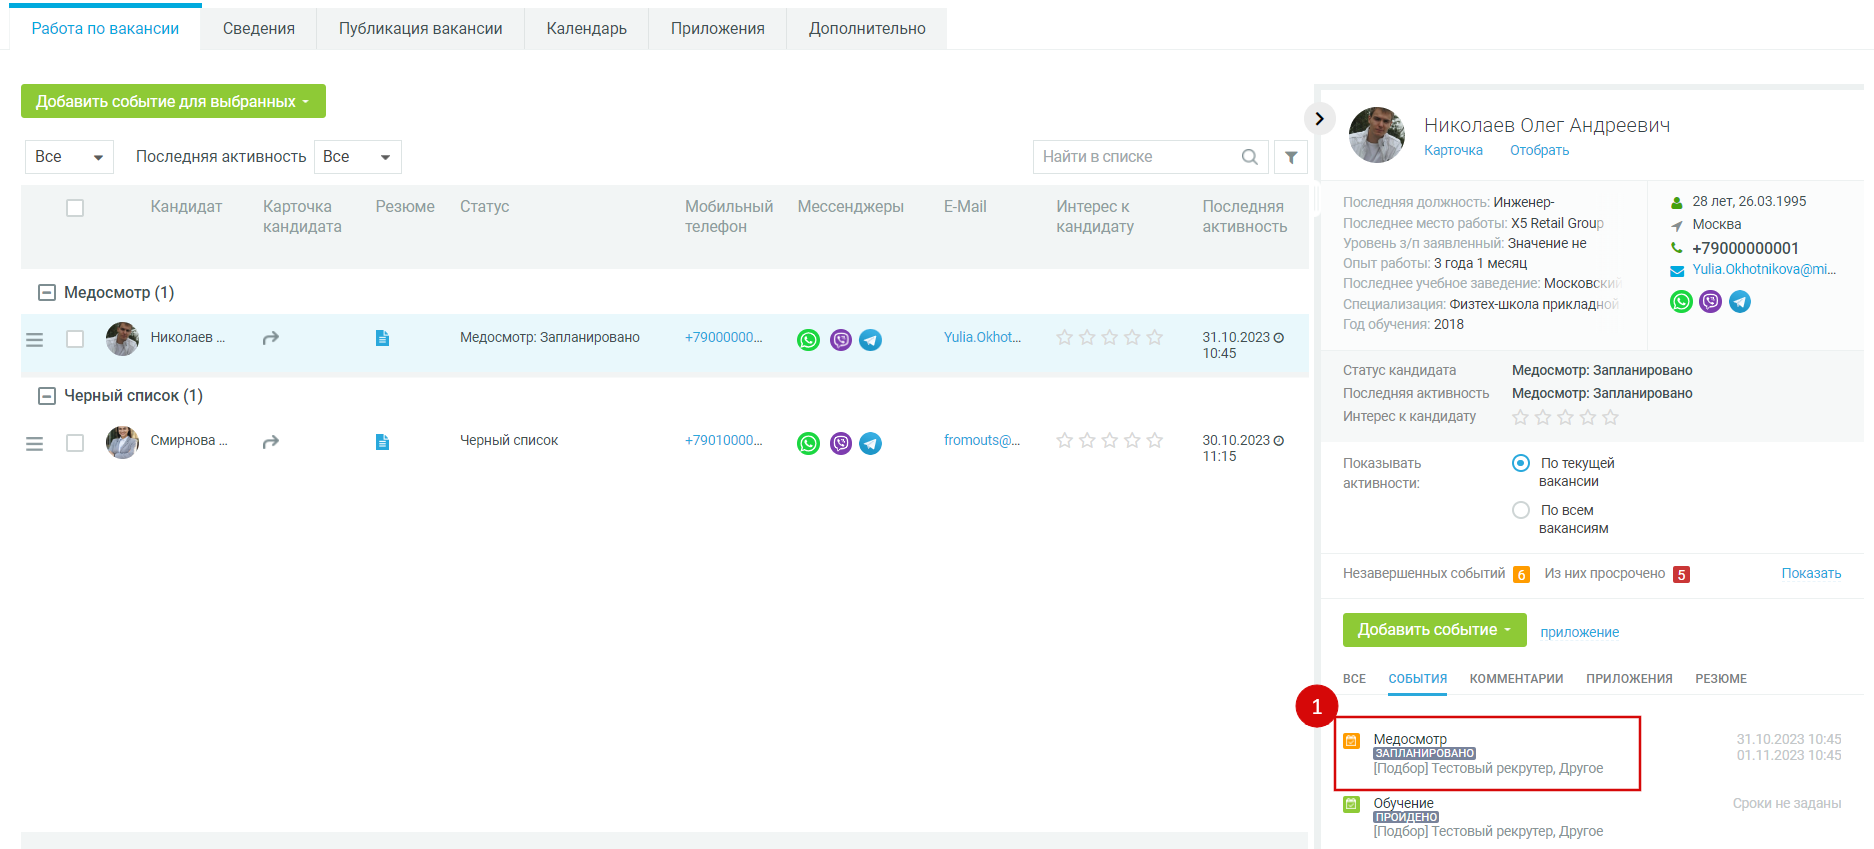 Работа по вакансии
Сведения
Публикация вакансии
Календарь
Приложения
Дополнительно
Добавить событие для выбранных
Все
Последняя активность
Все
Найти в списке
Кандидат
Карточка кандидата
Резюме
Статус
Мобильный телефон
Мессенджеры
E-Mail
Интерес к кандидату
Последняя активность
Медосмотр (1)
Николаев ...
Медосмотр: Запланировано
+79000000...
Yulia.Okhot...
31.10.2023
10:45
Черный список (1)
Смирнова ...
Черный список
+79010000...
fromouts@...
30.10.2023
11:15
Николаев Олег Андреевич
Карточка
Отобрать
Последняя должность: Инженер-
Последнее место работы: X5 Retail Group
Уровень з/п заявленный: Значение не
Опыт работы: 3 года 1 месяц
Последнее учебное заведение: Московский
Специализация: Физтех-школа прикладной
Год обучения: 2018
28 лет, 26.03.1995
Москва
+79000000001
Yulia.Okhotnikova@mi...
Статус кандидата
Медосмотр: Запланировано
Последняя активность
Медосмотр: Запланировано
Интерес к кандидату
Показывать
активности:
По текущей
вакансии
По всем
вакансиям
Незавершенных событий 6
Из них просрочено 5
Показать
Добавить событие
приложение
ВСЕ
СОБЫТИЯ
КОММЕНТАРИИ
ПРИЛОЖЕНИЯ
РЕЗЮМЕ
1
Медосмотр
ЗАПЛАНИРОВАНО
[Подбор] Тестовый рекрутер, Другое
31.10.2023 10:45
01.11.2023 10:45
Обучение
ПРОЙДЕНО
[Подбор] Тестовый рекрутер, Другое
Сроки не заданы